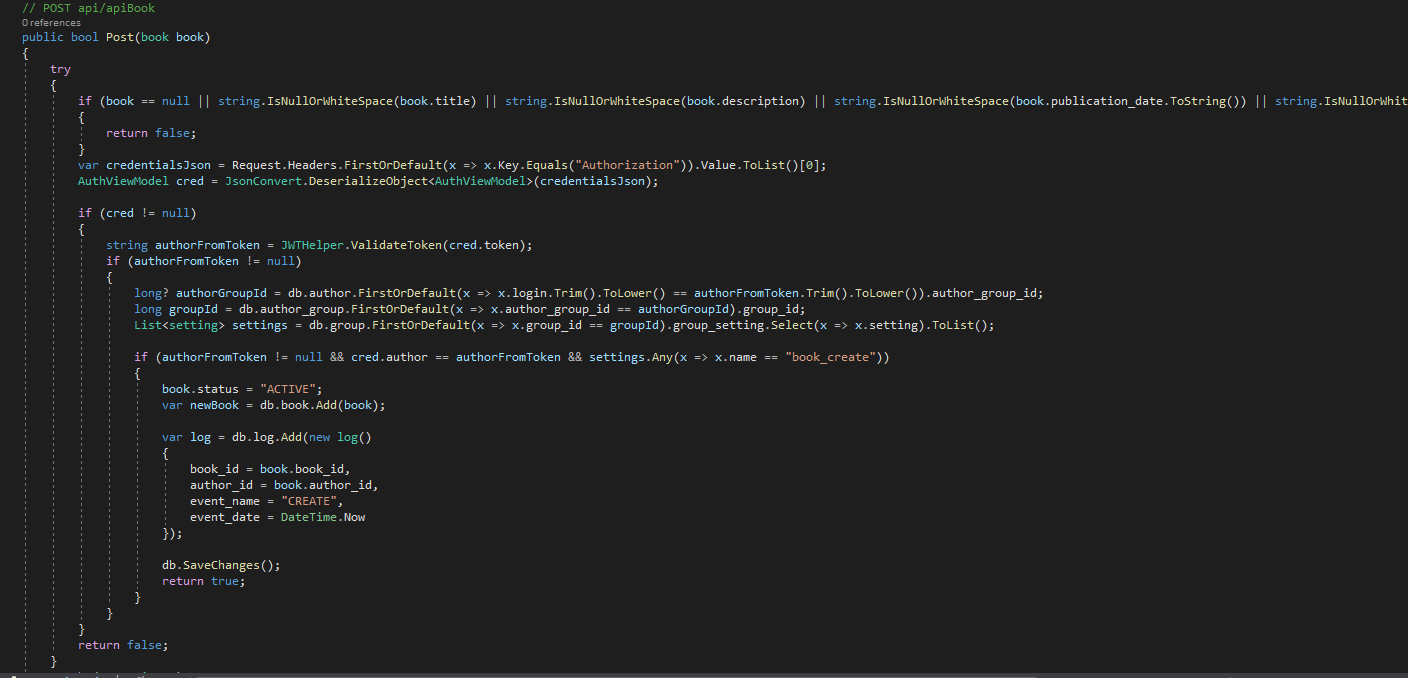 // POST api/apiBook
0 references
public bool Post(book book)
{
try
{
if (book == null || string.IsNullOrWhiteSpace(book.title) || string.IsNullOrWhiteSpace(book.description) || string.IsNullOrWhiteSpace(book.publication_date.ToString()) || string.IsNullOrWhit
{
return false;
}
var credentialsJson = Request.Headers.FirstOrDefault(x => x.Key.Equals("Authorization")).Value.ToList()[0];
AuthViewModel cred = JsonConvert.DeserializeObject<AuthViewModel>(credentialsJson);
if (cred != null)
{
string authorFromToken = JWTHelper.ValidateToken(cred.token);
if (authorFromToken != null)
{
long? authorGroupId = db.author.FirstOrDefault(x => x.login.Trim().ToLower() == authorFromToken.Trim().ToLower()).author_group_id;
long groupId = db.author_group.FirstOrDefault(x => x.author_group_id == authorGroupId).group_id;
List<setting> settings = db.group.FirstOrDefault(x => x.group_id == groupId).group_setting.Select(x => x.setting).ToList();
if (authorFromToken != null && cred.author == authorFromToken && settings.Any(x => x.name == "book_create"))
{
book.status = "ACTIVE";
var newBook = db.book.Add(book);
var log = db.log.Add(new log()
{
book_id = book.book_id,
author_id = book.author_id,
event_name = "CREATE",
event_date = DateTime.Now
});
db.SaveChanges();
return true;
}
}
}
return false;
}